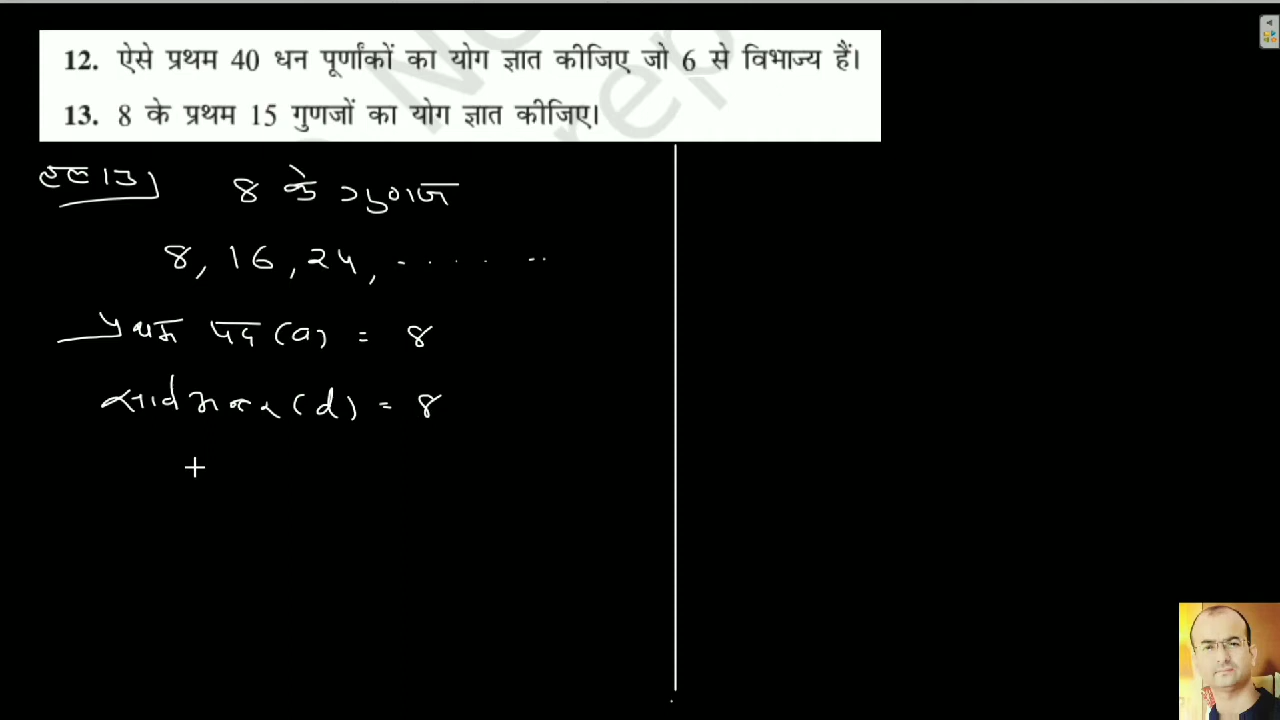 12. ऐसे प्रथम 40 धन पूर्णांकों का योग ज्ञात कीजिए जो 6 से विभाज्य हैं।
13. 8 के प्रथम 15 गुणजों का योग ज्ञात कीजिए।
हल 13)
8 के गुणज
8, 16, 24, ........
प्रथम पद (a) = 8
सार्व अन्तर (d) = 8